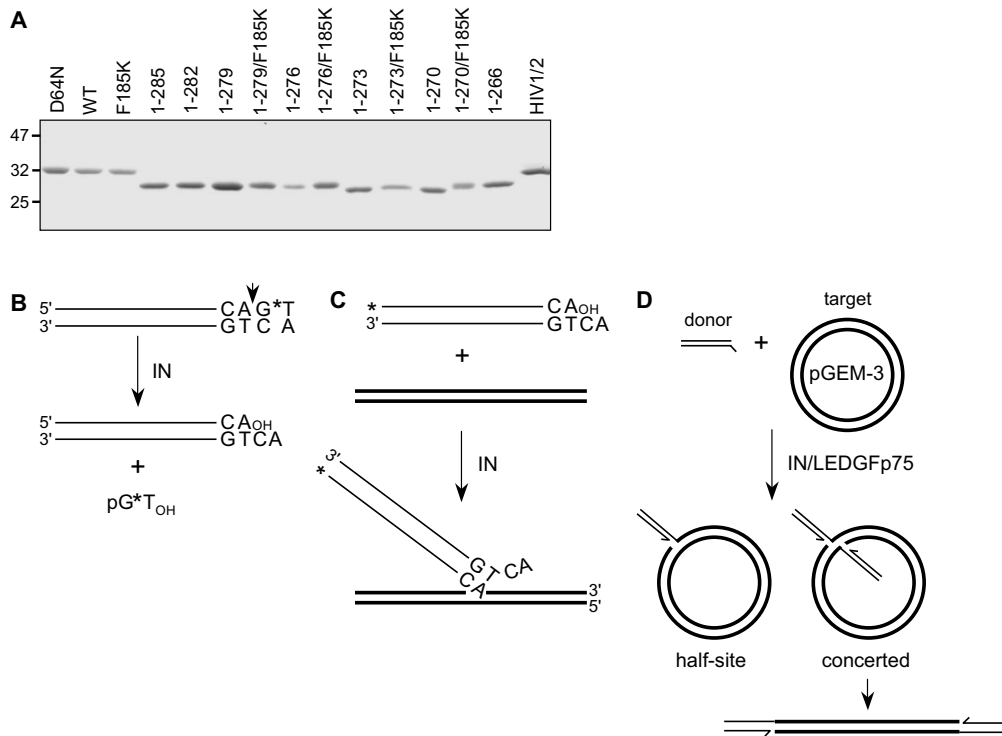 A
D64N
WT
F185K
1-285
1-282
1-279
1-279/F185K
1-276
1-276/F185K
1-273
1-273/F185K
1-270
1-270/F185K
1-266
HIV1/2
47
32
25
B
5' CA G*T
3' GTC A
IN
5' CAOH
3' GTCA
+
pG*TOH
C
* CAOH
3' GTCA
+
IN
3'
*
GTCA
CA
3'
5'
D
target
donor
+
pGEM-3
IN/LEDGFp75
half-site
concerted